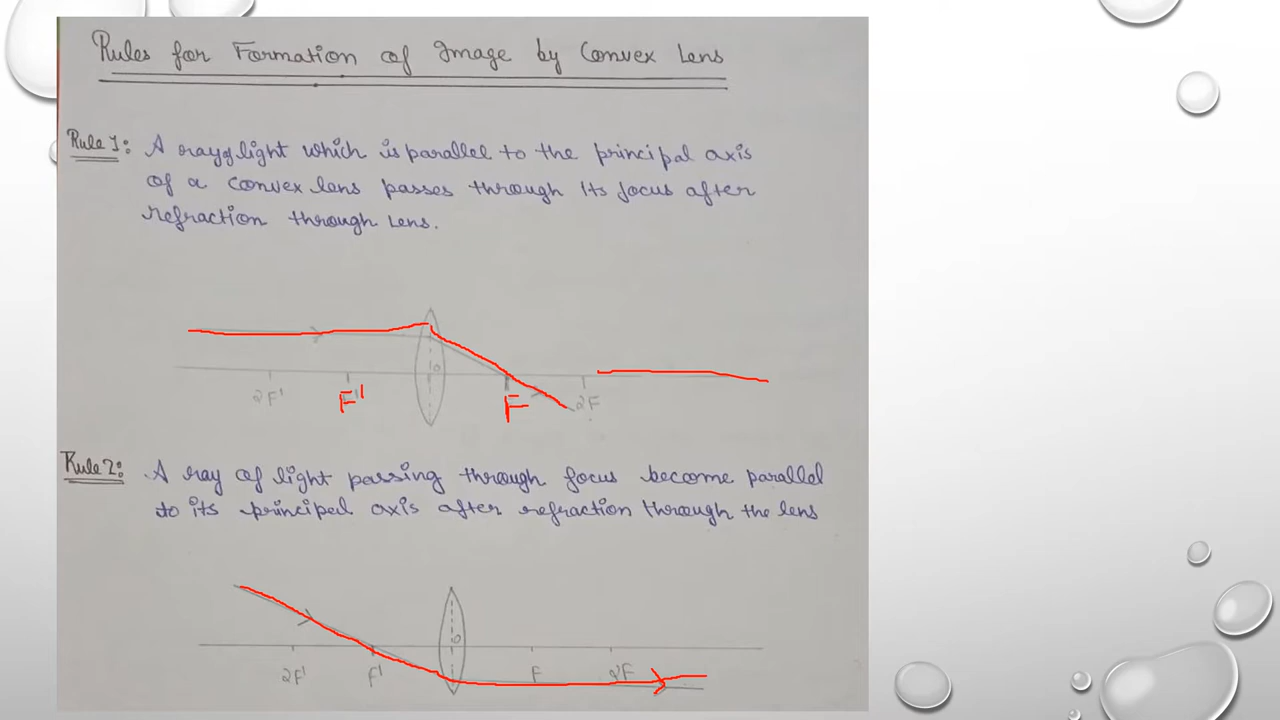 Rules for Formation of Image by Convex Lens
Rule 1: A ray of light which is parallel to the principal axis
of a convex lens passes through its focus after
refraction through Lens.
2F' F' O F 2F
Rule 2: A ray of light passing through focus become parallel
to its principal axis after refraction through the lens
2F' F' O F 2F